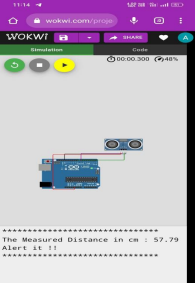 11:14
wokwi.com/proje
WOKWI
SHARE
A
Simulation
Code
00:00.300
48%
********************************
The Measured Distance in cm : 57.79
Alert it !!
********************************